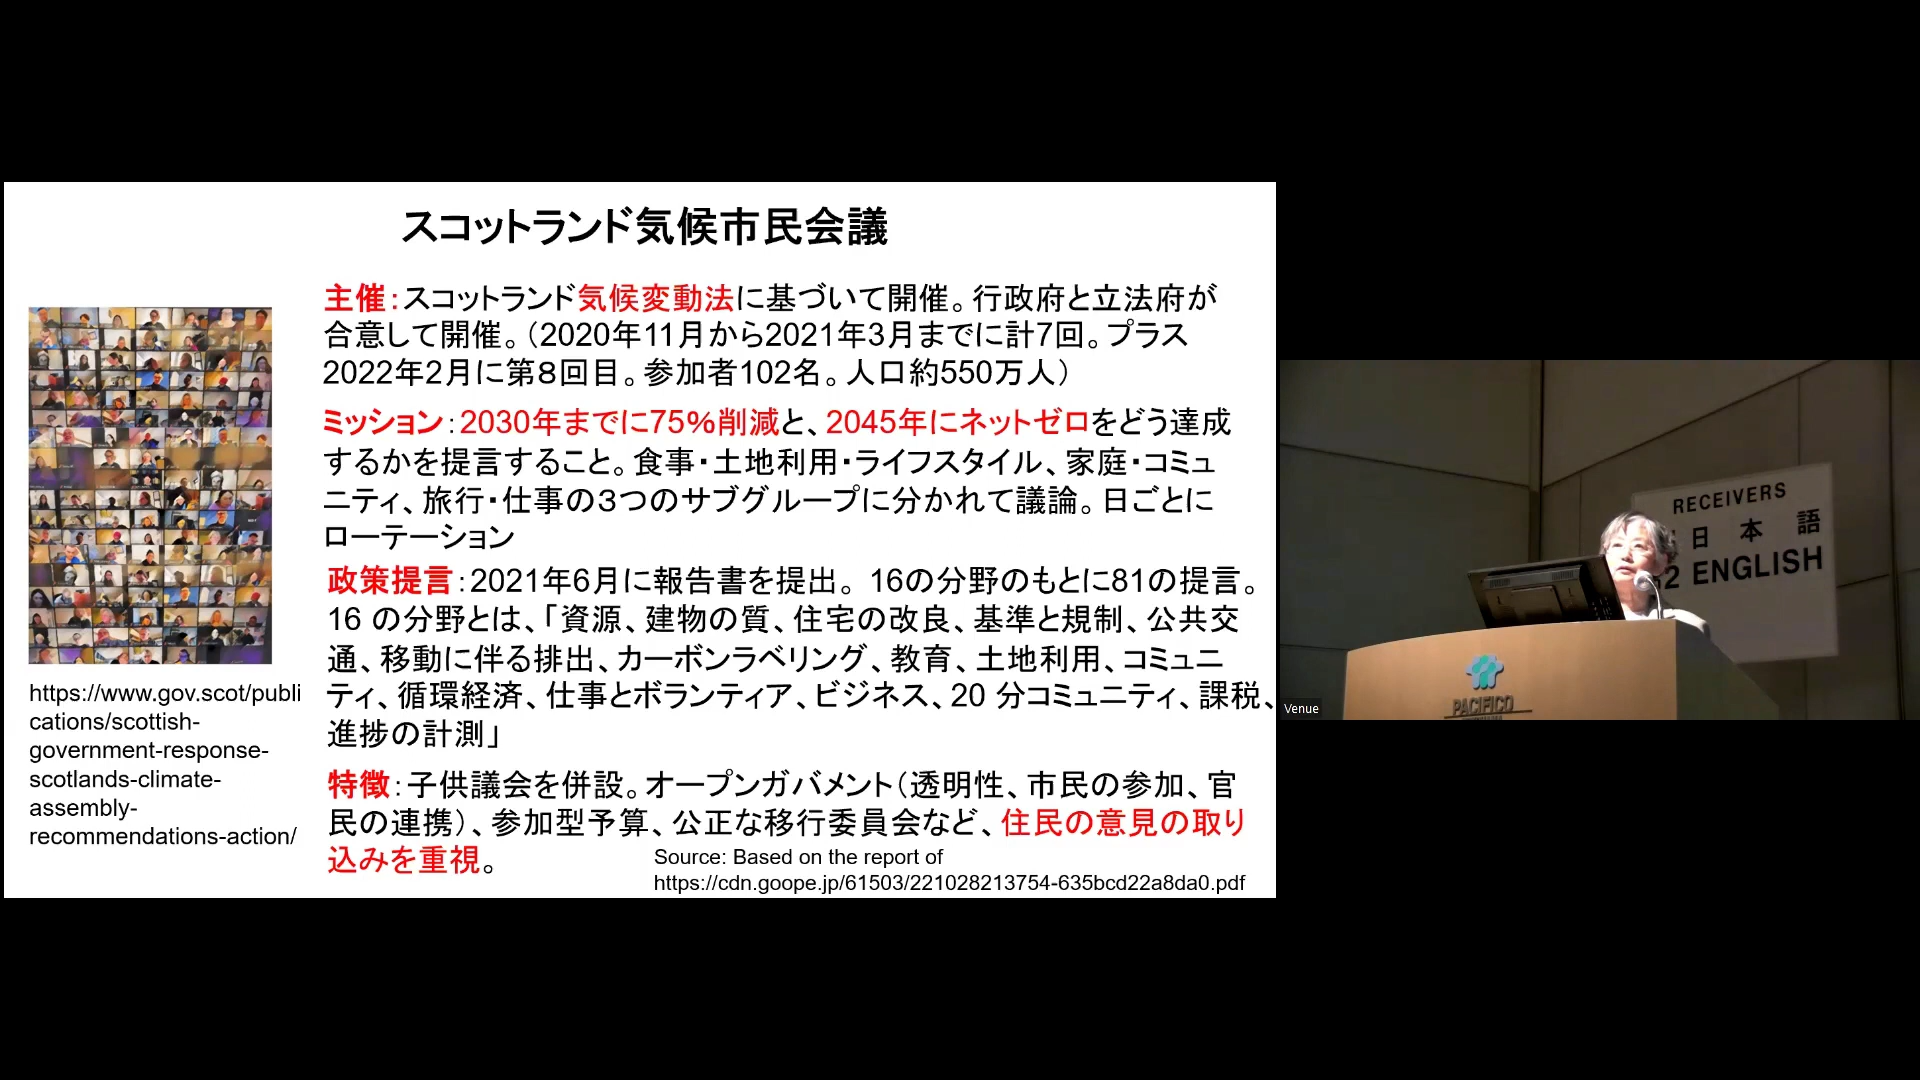 スコットランド気候市民会議
主催：スコットランド気候変動法に基づいて開催。行政府と立法府が
合意して開催。（2020年11月から2021年3月までに計7回。プラス
2022年2月に第８回目。参加者102名。人口約550万人）
ミッション：2030年までに75%削減と、2045年にネットゼロをどう達成
するかを提言すること。食事・土地利用・ライフスタイル、家庭・コミュ
ニティ、旅行・仕事の３つのサブグループに分かれて議論。日ごとに
ローテーション
政策提言：2021年6月に報告書を提出。 16の分野のもとに81の提言。
16 の分野とは、「資源、建物の質、住宅の改良、基準と規制、公共交
通、移動に伴る排出、カーボンラベリング、教育、土地利用、コミュニ
ティ、循環経済、仕事とボランティア、ビジネス、20 分コミュニティ、課税、
進捗の計測」
特徴：子供議会を併設。オープンガバメント（透明性、市民の参加、官
民の連携）、参加型予算、公正な移行委員会など、住民の意見の取り
込みを重視。
https://www.gov.scot/publi
cations/scottish-
government-response-
scotlands-climate-
assembly-
recommendations-action/
Source: Based on the report of
https://cdn.goope.jp/61503/221028213754-635bcd22a8da0.pdf
RECEIVERS
日本語
2 ENGLISH
PACIFICO
Venue